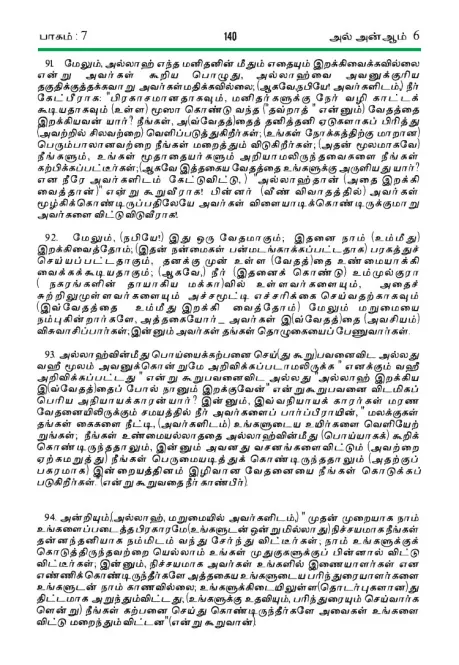 பாகம் : 7 140 அல் அன்ஆம் 6
91. மேலும், அல்லாஹ் எந்த மனிதனின் மீதும் எதையும் இறக்கிவைக்கவில்லை
என்று அவர்கள் கூறிய பொழுது, அல்லாஹ்வை அவனுக்குரிய
தகுதிக்குத்தக்கவாறு அவர்கள் மதிக்கவில்லை; (ஆகவே நபியே! அவர்களிடம்,) நீர்
கேட்பீராக: "பிரகாசமானதாகவும், மனிதர்களுக்கு நேர் வழி காட்டக்
கூடியதாகவும் (உள்ள) மூஸா கொண்டு வந்த (தவ்ராத்" என்னும்) வேதத்தை
இறக்கியவன் யார்? நீங்கள், அ(வ்வேதத்)தைத் தனித்தனி ஏடுகளாகப் பிரித்து
(அவற்றில் சிலவற்றை) வெளிப்படுத்துகிறீர்கள்; (உங்கள் நோக்கத்திற்கு மாறான)
பெரும்பாலானவற்றை நீங்கள் மறைத்தும் விடுகிறீர்கள்; (அதன் மூலமாகவே)
நீங்களும், உங்கள் மூதாதையர்களும் அறியாமலிருந்தவைகளை நீங்கள்
கற்பிக்கப்பட்டீர்கள்; (ஆகவே இத்தகைய வேதத்தை உங்களுக்கு அருளியது யார்?
என நீரே அவர்களிடம் கேட்டுவிட்டு, ) "அல்லாஹ்தான் (அதை இறக்கி
வைத்தான்)" என்று கூறுவீராக! பின்னர் (வீண் விவாதத்தில்) அவர்கள்
மூழ்கிக்கொண்டிருப்பதிலேயே அவர்கள் விளையாடிக்கொண்டிருக்குமாறு
அவர்களை விட்டுவிடுவீராக!
92. மேலும், (நபியே!) இது ஒரு வேதமாகும்; இதனை நாம் (உம்மீது)
இறக்கிவைத்தோம்; (இதன் நன்மைகள் பன்மடங்காக்கப்பட்டதாக) பரகத்துச்
செய்யப்பட்டதாகும், தனக்கு முன் உள்ள (வேதத்)தை உண்மையாக்கி
வைக்கக்கூடியதாகும்; (ஆகவே,) நீர் (இதனைக் கொண்டு) உம்முல்குரா
( நகரங்களின் தாயாகிய மக்கா)வில் உள்ளவர்களையும், அதைச்
சுற்றிலுமுள்ளவர்களையும் அச்சமூட்டி எச்சரிக்கை செய்வதற்காகவும்
(இவ்வேதத்தை உம்மீது இறக்கி வைத்தோம்) மேலும் மறுமையை
நம்புகின்றார்களே, அத்தகையோர் _ அவர்கள் இ(வ்வேதத்)தை (அவசியம்)
விசுவாசிப்பார்கள்; இன்னும் அவர்கள் தங்கள் தொழுகையைப் பேணுவார்கள்.
93. அல்லாஹ்வின்மீது பொய்யைக்கற்பனை செய்(து கூறு)பவனைவிட அல்லது
வஹீ மூலம் அவனுக்கொன்றுமே அறிவிக்கப்படாமலிருக்க " எனக்கும் வஹீ
அறிவிக்கப்பட்டது " என்று கூறுபவனைவிட அல்லது "அல்லாஹ் இறக்கிய
இ(வ்வேதத்)தைப் போல் நானும் இறக்குவேன்" என்று கூறுபவனை விடமிகப்
பெரிய அநியாயக்காரன் யார்? இன்னும், இவ்வநியாயக் காரர்கள் மரண
வேதனையிலிருக்கும் சமயத்தில் நீர் அவர்களைப் பார்ப்பீராயின், " மலக்குகள்
தங்கள் கைகளை நீட்டி, (அவர்களிடம்) உங்களுடைய உயிர்களை வெளியேற்
றுங்கள்; நீங்கள் உண்மையல்லாததை அல்லாஹ்வின்மீது (பொய்யாகக்) கூறிக்
கொண்டிருந்ததாலும், இன்னும் அவனது வசனங்களைவிட்டும் (அவற்றை
ஏற்கமறுத்து) நீங்கள் பெருமையடித்துக் கொண்டிருந்ததாலும் (அதற்குப்
பகரமாக) இன்றையத்தினம் இழிவான வேதனையை நீங்கள் கொடுக்கப்
படுகிறீர்கள். (என்று கூறுவதை நீர் காண்பீர்).
94. அன்றியும்,(அல்லாஹ், மறுமையில் அவர்களிடம்,) " முதன் முறையாக நாம்
உங்களைப்படைத்தபிரகாரமே(உங்களுடன் ஒன்றுமில்லாது)நிச்சயமாக நீங்கள்
தன்னந்தனியாக நம்மிடம் வந்து சேர்ந்து விட்டீர்கள்; நாம் உங்களுக்குக்
கொடுத்திருந்தவற்றை யெல்லாம் உங்கள் முதுகுகளுக்குப் பின்னால் விட்டு
விட்டீர்கள்; இன்னும், நிச்சயமாக அவர்கள் உங்களில் இணையாளர்கள் என
எண்ணிக்கொண்டிருந்தீர்களே அத்தகைய உங்களுடைய பரிந்துரையாளர்களை
உங்களுடன் நாம் காணவில்லை; உங்களுக்கிடையிலுள்ள(தொடர்புகளான)து
திட்டமாக அறுந்தும்விட்டது,(உங்களுக்கு உதவியும், பரிந்துரையும் செய்வார்க
ளென்று) நீங்கள் கற்பனை செய்து கொண்டிருந்தீர்களே அவைகள் உங்களை
விட்டு மறைந்தும்விட்டன"(என்று கூறுவான்).